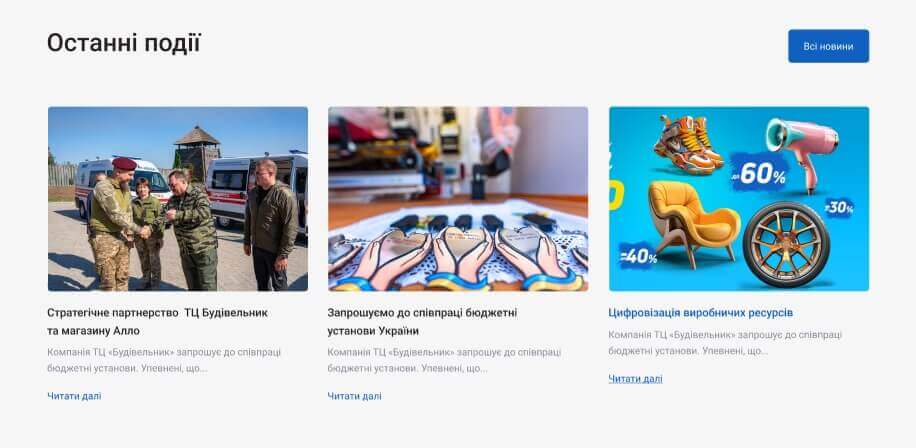 Останні події
Всі новини
до 60%
30%
40%
Стратегічне партнерство ТЦ Будівельник
та магазину Алло
Компанія ТЦ «Будівельник» запрошує до співпраці
бюджетні установи. Упевнені, що...
Читати далі
Запрошуємо до співпраці бюджетні
установи України
Компанія ТЦ «Будівельник» запрошує до співпраці
бюджетні установи. Упевнені, що...
Читати далі
Цифровізація виробничих ресурсів
Компанія ТЦ «Будівельник» запрошує до співпраці
бюджетні установи. Упевнені, що...
Читати далі